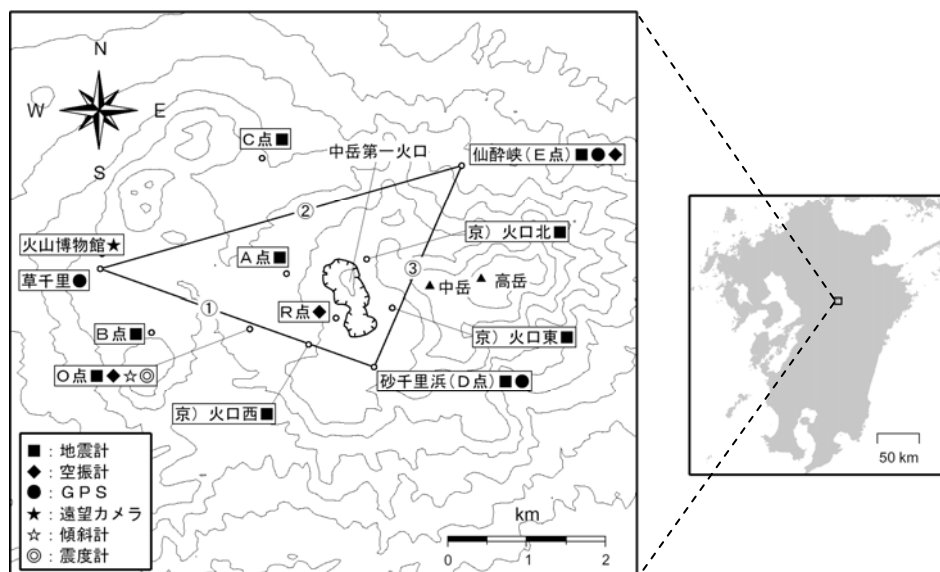 N
W
E
S
C点■
中岳第一火口
仙酔峡(E点)■●◆
②
火山博物館★
草千里●
A点■
京)火口北■
③
▲中岳
▲
高岳
①
R点◆
B点■
京)火口東■
O点■◆☆◎
砂千里浜(D点)■●
京)火口西■
■:地震計
◆:空振計
●:GPS
★:遠望カメラ
☆:傾斜計
◎:震度計
km
0
1
2
50 km